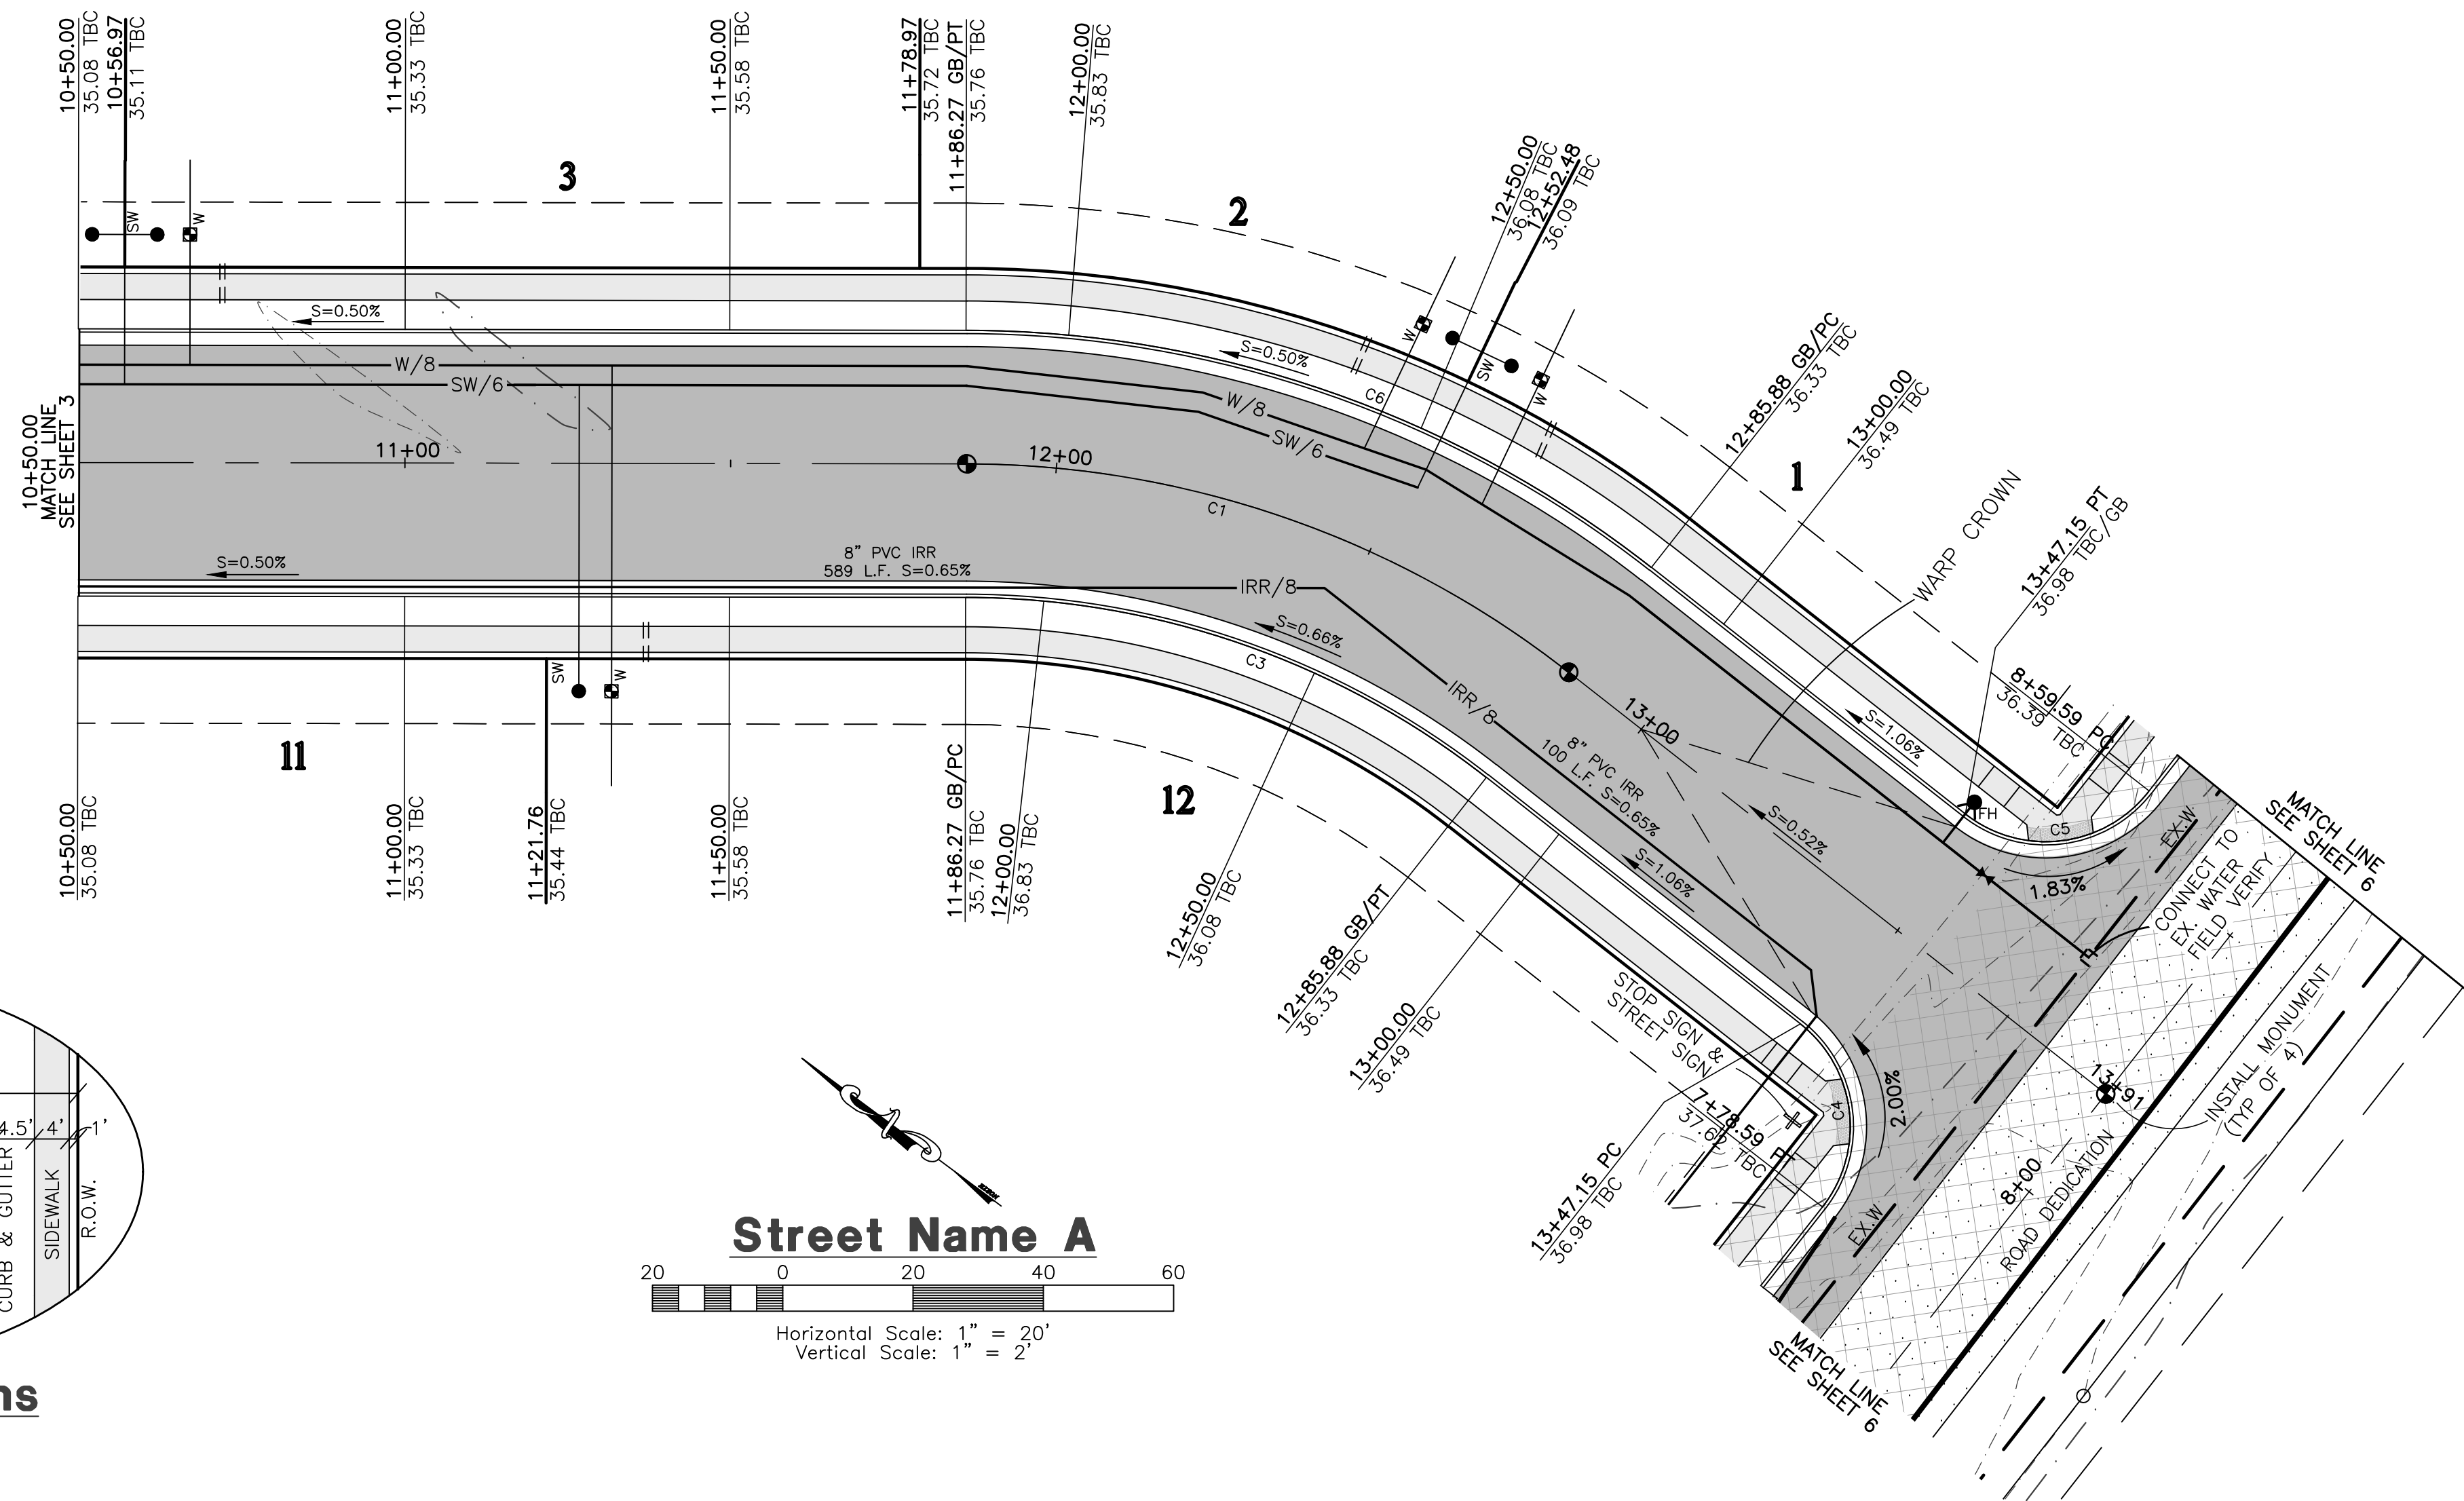 10+50.00
35.08 TBC
10+56.97
35.11 TBC
11+00.00
35.33 TBC
11+50.00
35.58 TBC
11+78.97
35.72 TBC
11+86.27 GB/PT
35.76 TBC
12+00.00
35.83 TBC
12+50.00
36.08 TBC
12+52.48
36.09 TBC
12+85.88 GB/PC
36.33 TBC
13+00.00
36.49 TBC
WARP CROWN
13+47.15 PT
36.98 TBC/GB
8+59.59 PC
36.39 TBC
3
2
1
SW
W
W
SW
W
S=0.50%
S=0.50%
C6
W/8
SW/6
W/8
SW/6
10+50.00
MATCH LINE
SEE SHEET 3
11+00
12+00
C1
13+00
S=0.50%
8" PVC IRR
589 L.F. S=0.65%
IRR/8
S=0.66%
C3
IRR/8
8" PVC IRR
100 L.F. S=0.65%
S=1.06%
S=0.52%
S=1.06%
FH
C5
EX.W
1.83%
MATCH LINE
SEE SHEET 6
CONNECT TO
EX. WATER
FIELD VERIFY
INSTALL MONUMENT
(TYP OF 4)
13+91
2.00%
C4
8+00
ROAD DEDICATION
EX.W
MATCH LINE
SEE SHEET 6
STOP SIGN &
STREET SIGN
7+78.59 PT
37.62 TBC
13+47.15 PC
36.98 TBC
SW
W
11
12
10+50.00
35.08 TBC
11+00.00
35.33 TBC
11+21.76
35.44 TBC
11+50.00
35.58 TBC
11+86.27 GB/PC
35.76 TBC
12+00.00
36.83 TBC
12+50.00
36.08 TBC
12+85.88 GB/PT
36.33 TBC
13+00.00
36.49 TBC
4.5'
4'
1'
CURB & GUTTER
SIDEWALK
R.O.W.
ns
Street Name A
20 0 20 40 60
Horizontal Scale: 1" = 20'
Vertical Scale: 1" = 2'